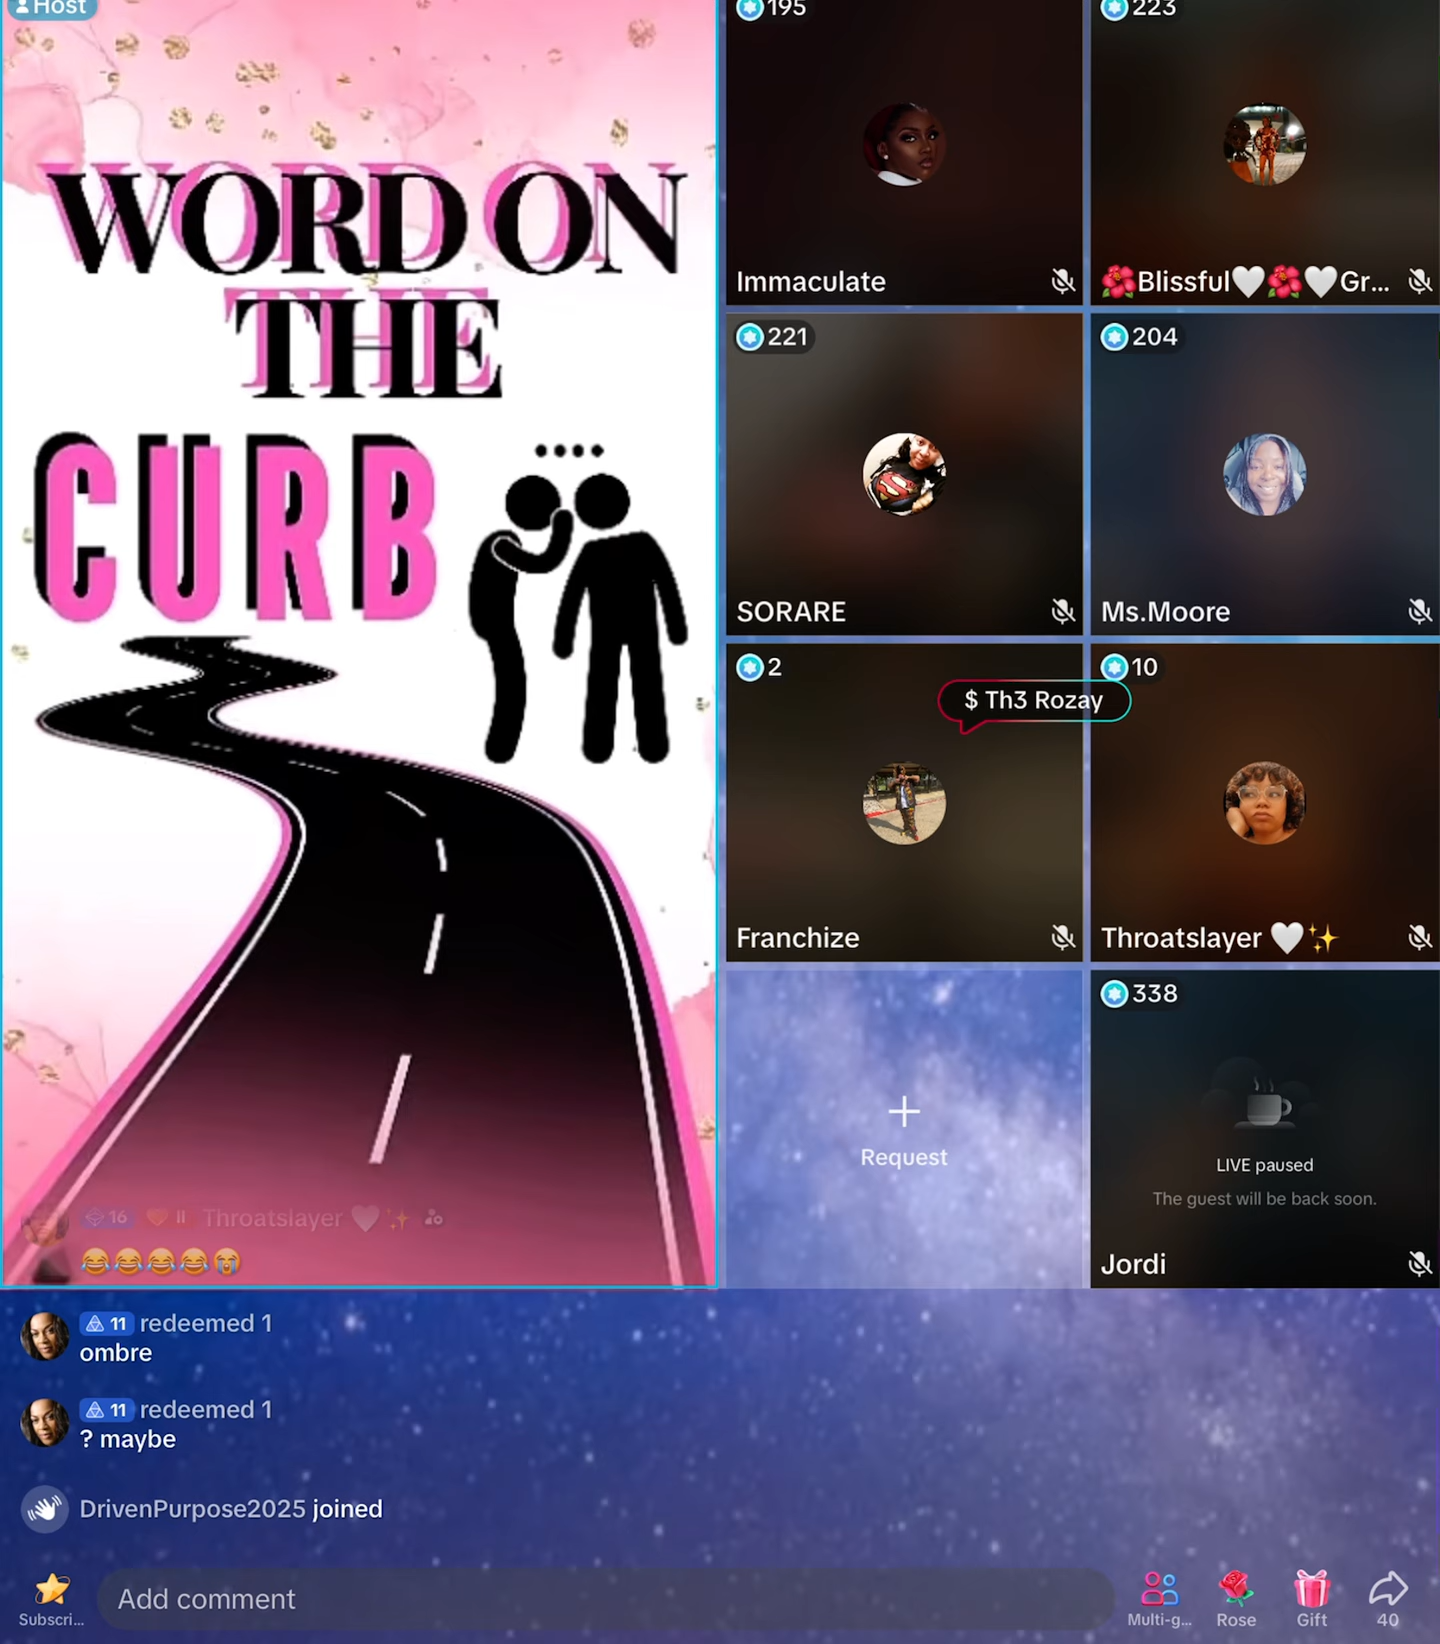 Host
WORD ON
THE
CURB
16 II Throatslayer 🤍✨
😂😂😂😂😭
195
Immaculate
223
🌺Blissful🤍🌺🤍Gr...
221
SORARE
204
Ms.Moore
2
Franchize
$ Th3 Rozay
10
Throatslayer 🤍✨
+
Request
338
LIVE paused
The guest will be back soon.
Jordi
11 redeemed 1
ombre
11 redeemed 1
? maybe
DrivenPurpose2025 joined
Subscri...
Add comment
Multi-g...
Rose
Gift
40